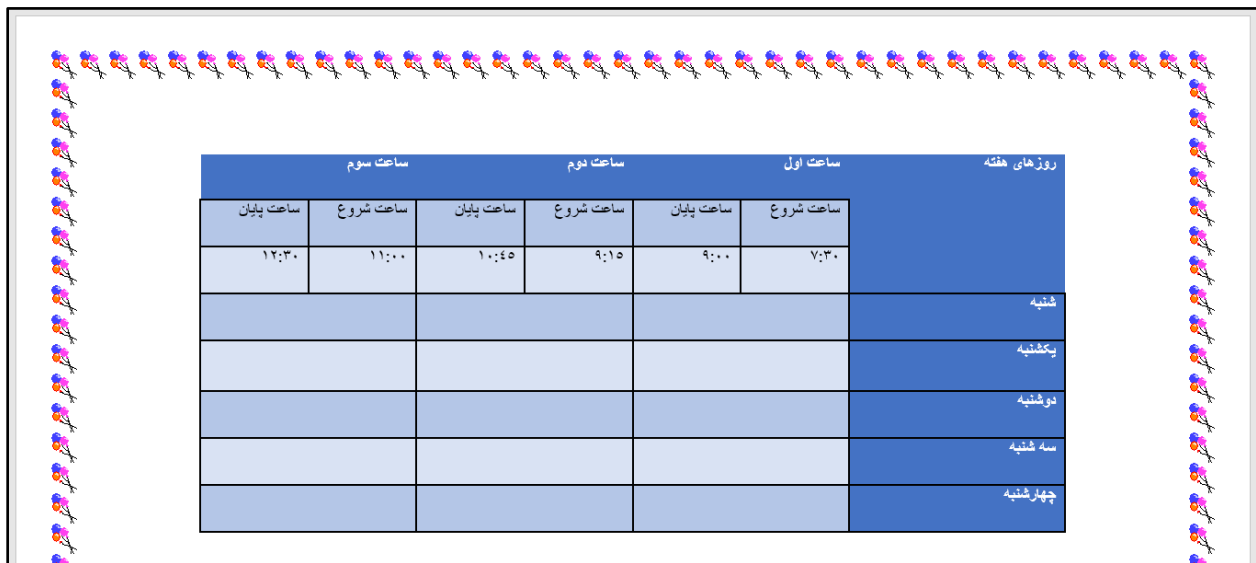 روزهای هفته ساعت اول ساعت دوم ساعت سوم
ساعت شروع ساعت پایان ساعت شروع ساعت پایان ساعت شروع ساعت پایان
۷:۳۰ ۹:۰۰ ۹:۱۵ ۱۰:٤٥ ۱۱:۰۰ ۱۲:۳۰
شنبه
یکشنبه
دوشنبه
سه شنبه
چهارشنبه